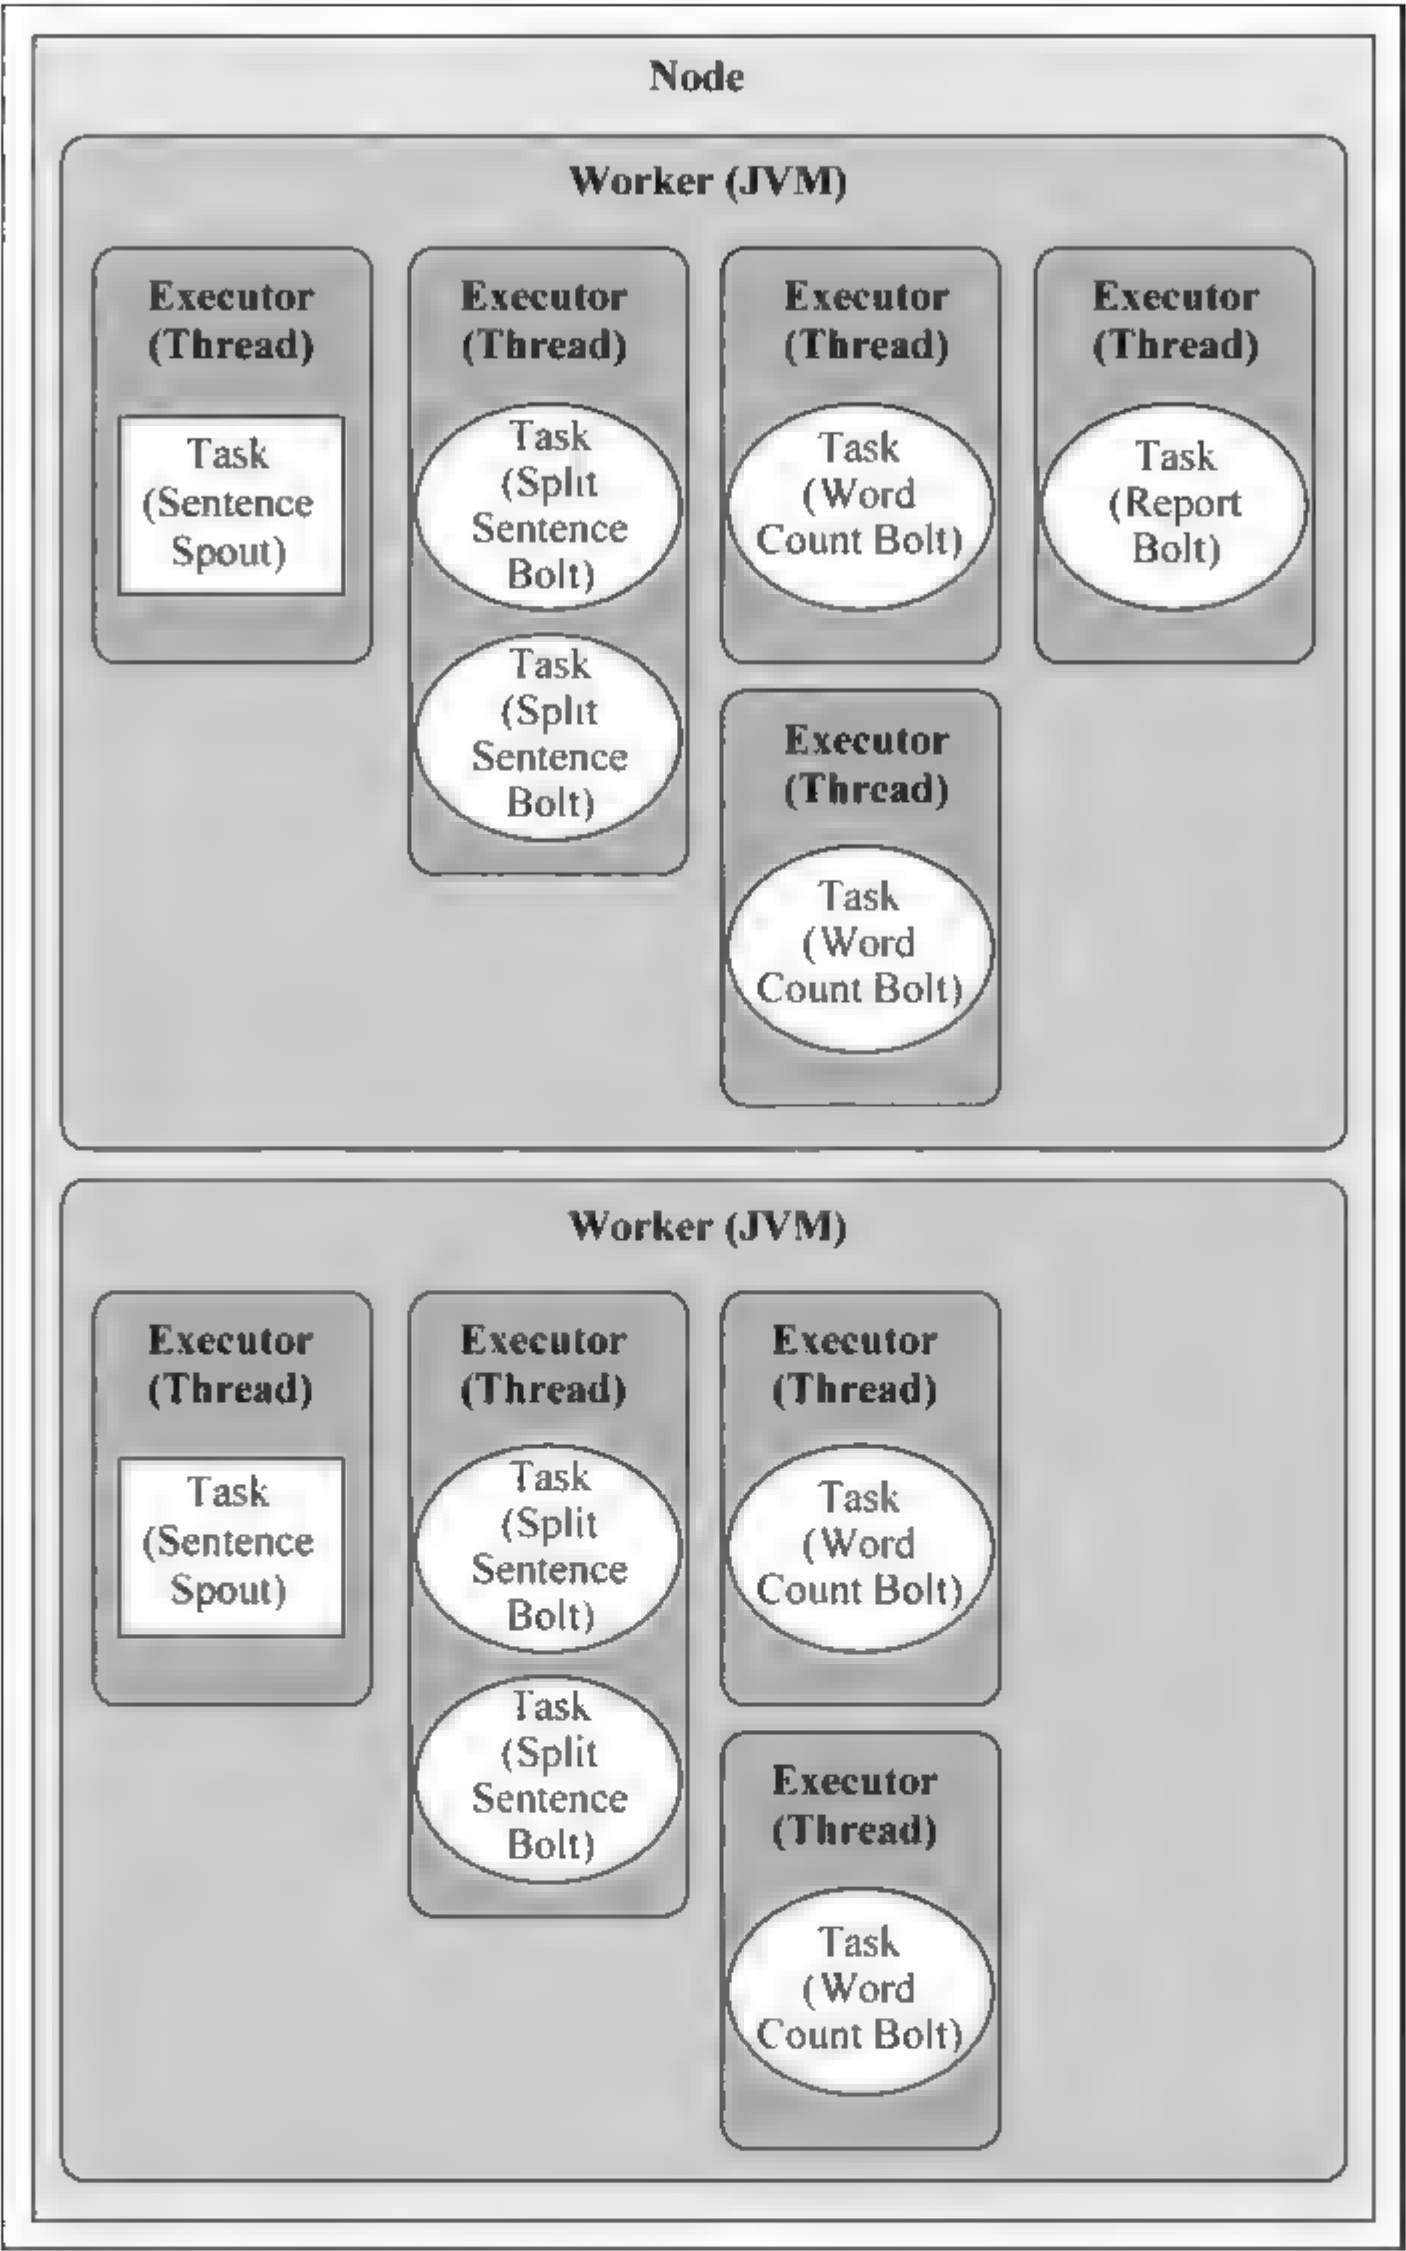 Node
Worker (JVM)
Executor
(Thread)
Task
(Sentence
Spout)
Executor
(Thread)
Task
(Split
Sentence
Bolt)
Task
(Split
Sentence
Bolt)
Executor
(Thread)
Task
(Word
Count Bolt)
Executor
(Thread)
Task
(Word
Count Bolt)
Executor
(Thread)
Task
(Report
Bolt)
Worker (JVM)
Executor
(Thread)
Task
(Sentence
Spout)
Executor
(Thread)
Task
(Split
Sentence
Bolt)
Task
(Split
Sentence
Bolt)
Executor
(Thread)
Task
(Word
Count Bolt)
Executor
(Thread)
Task
(Word
Count Bolt)